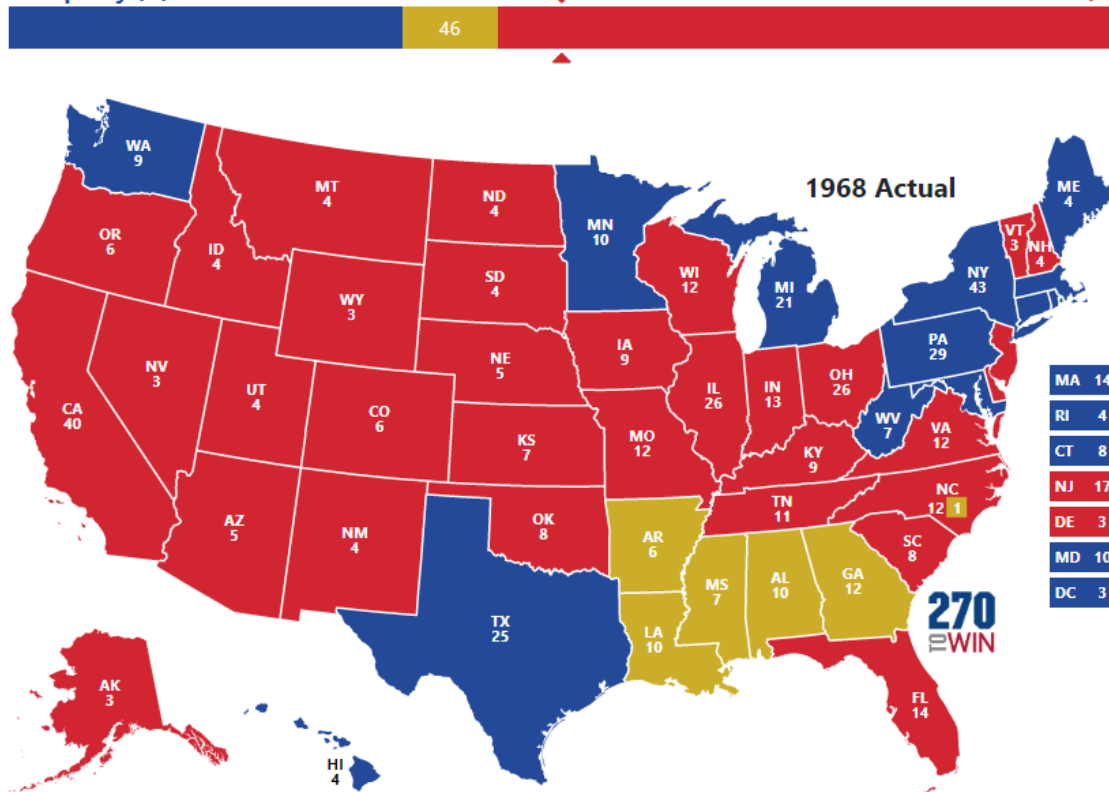 46
1968 Actual
WA
9
OR
6
ID
4
MT
4
ND
4
MN
10
SD
4
WY
3
WI
12
MI
21
NY
43
VT
3
NH
4
ME
4
CA
40
NV
3
UT
4
CO
6
NE
5
IA
9
IL
26
IN
13
OH
26
PA
29
WV
7
VA
12
KS
7
MO
12
KY
9
NC
12 1
TN
11
SC
8
AZ
5
NM
4
OK
8
AR
6
MS
7
AL
10
GA
12
TX
25
LA
10
FL
14
AK
3
HI
4
MA 14
RI 4
CT 8
NJ 17
DE 3
MD 10
DC 3
270
TO WIN